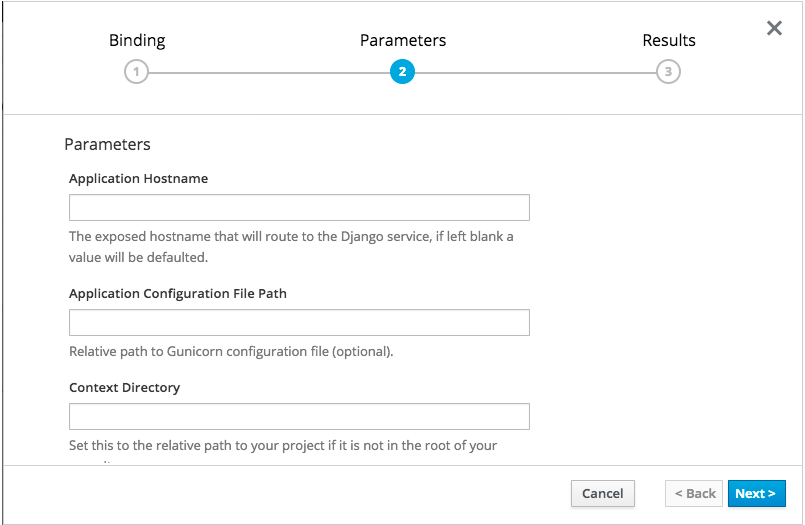 Binding Parameters Results
1 2 3
Parameters
Application Hostname
The exposed hostname that will route to the Django service, if left blank a
value will be defaulted.
Application Configuration File Path
Relative path to Gunicorn configuration file (optional).
Context Directory
Set this to the relative path to your project if it is not in the root of your
Cancel < Back Next >